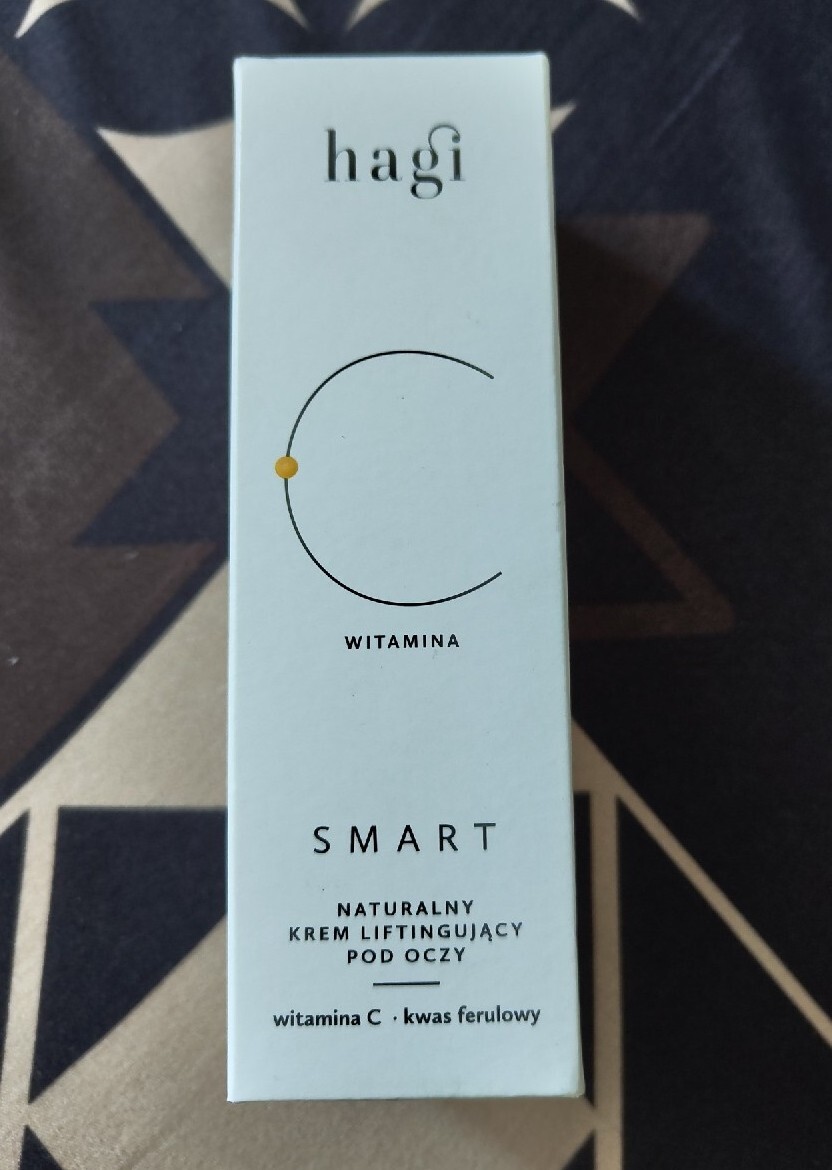 hagi
C
WITAMINA
SMART
NATURALNY
KREM LIFTINGUJĄCY
POD OCZY
witamina C · kwas ferulowy